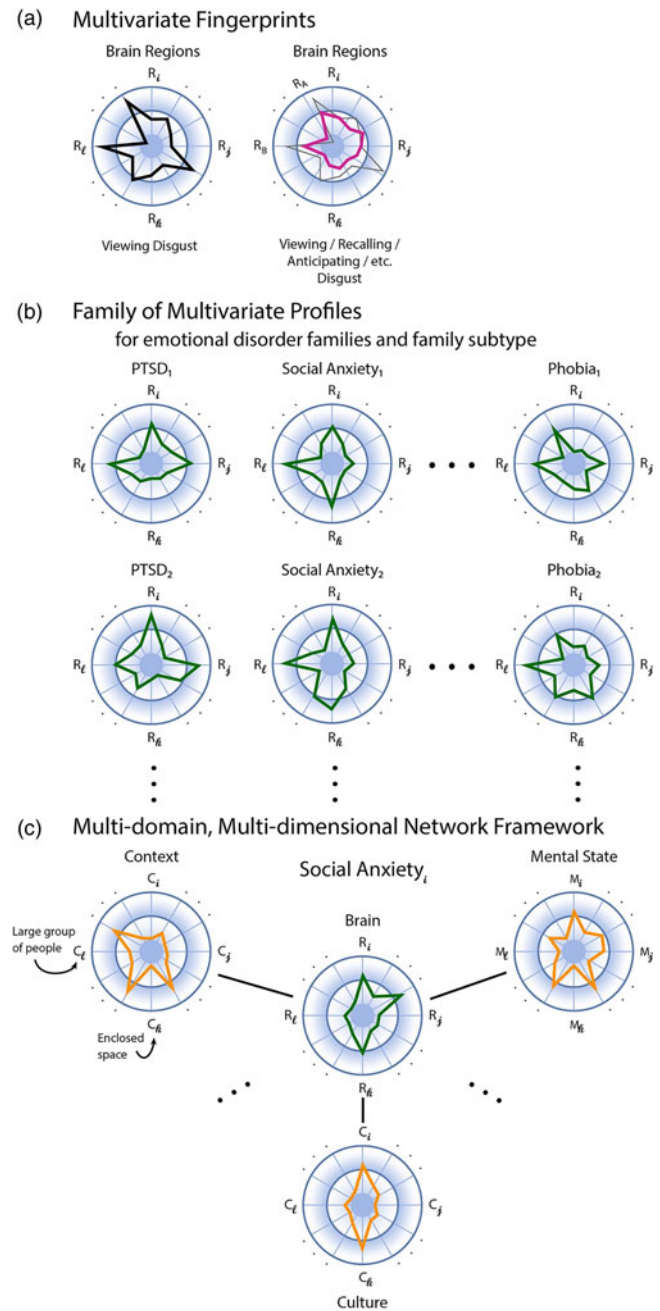 (a) Multivariate Fingerprints
Brain Regions Brain Regions
R𝒾 R𝒾
R_A
Rℓ R𝒿 R_B R𝒿
R𝓀 R𝓀
Viewing Disgust Viewing / Recalling /
Anticipating / etc.
Disgust
(b) Family of Multivariate Profiles
for emotional disorder families and family subtype
PTSD₁ Social Anxiety₁ Phobia₁
R𝒾 R𝒾 R𝒾
Rℓ R𝒿 Rℓ R𝒿 • • • Rℓ R𝒿
R𝓀 R𝓀 R𝓀
PTSD₂ Social Anxiety₂ Phobia₂
R𝒾 R𝒾 R𝒾
Rℓ R𝒿 Rℓ R𝒿 • • • Rℓ R𝒿
R𝓀 R𝓀 R𝓀
(c) Multi-domain, Multi-dimensional Network Framework
Context Social Anxiety𝒾 Mental State
C𝒾 M𝒾
Large group
of people
Cℓ C𝒿 Mℓ M𝒿
C𝓀 M𝓀
Enclosed
space
Brain
R𝒾
Rℓ R𝒿
R𝓀
C𝒾
Cℓ C𝒿
C𝓀
Culture